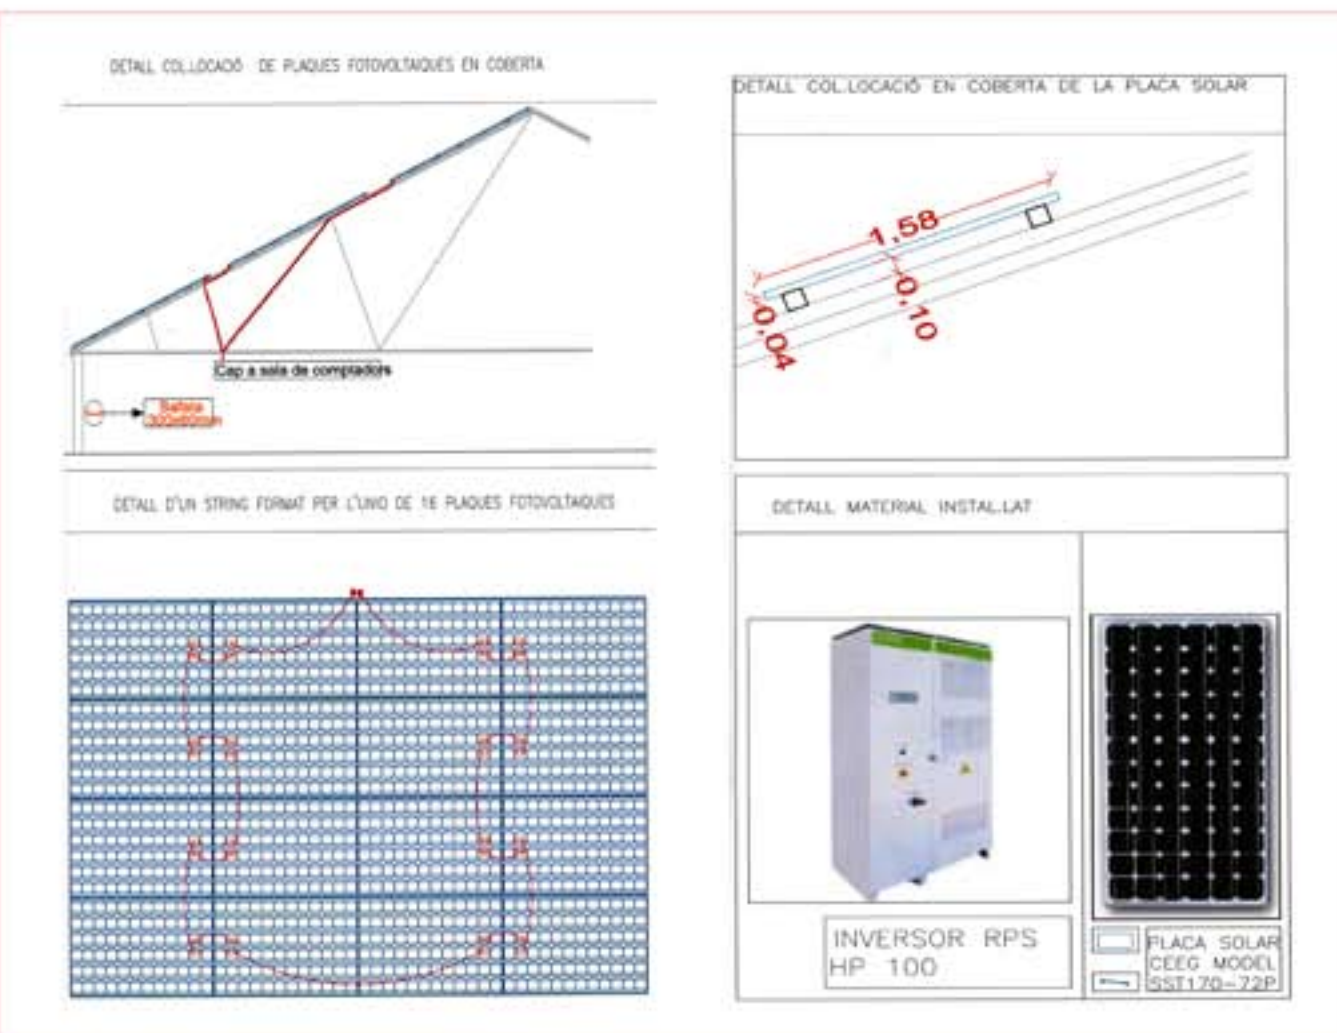 DETALL COL.LOCACIÓ DE PLAQUES FOTOVOLTAIQUES EN COBERTA
Cap a sala de comptadors
Safata
300x60mm
DETALL COL.LOCACIÓ EN COBERTA DE LA PLACA SOLAR
1,58
0,10
0,04
DETALL D'UN STRING FORMAT PER L'UNIO DE 16 PLAQUES FOTOVOLTAIQUES
DETALL MATERIAL INSTAL.LAT
INVERSOR RPS
HP 100
PLACA SOLAR
CEEG MODEL
SST170-72P